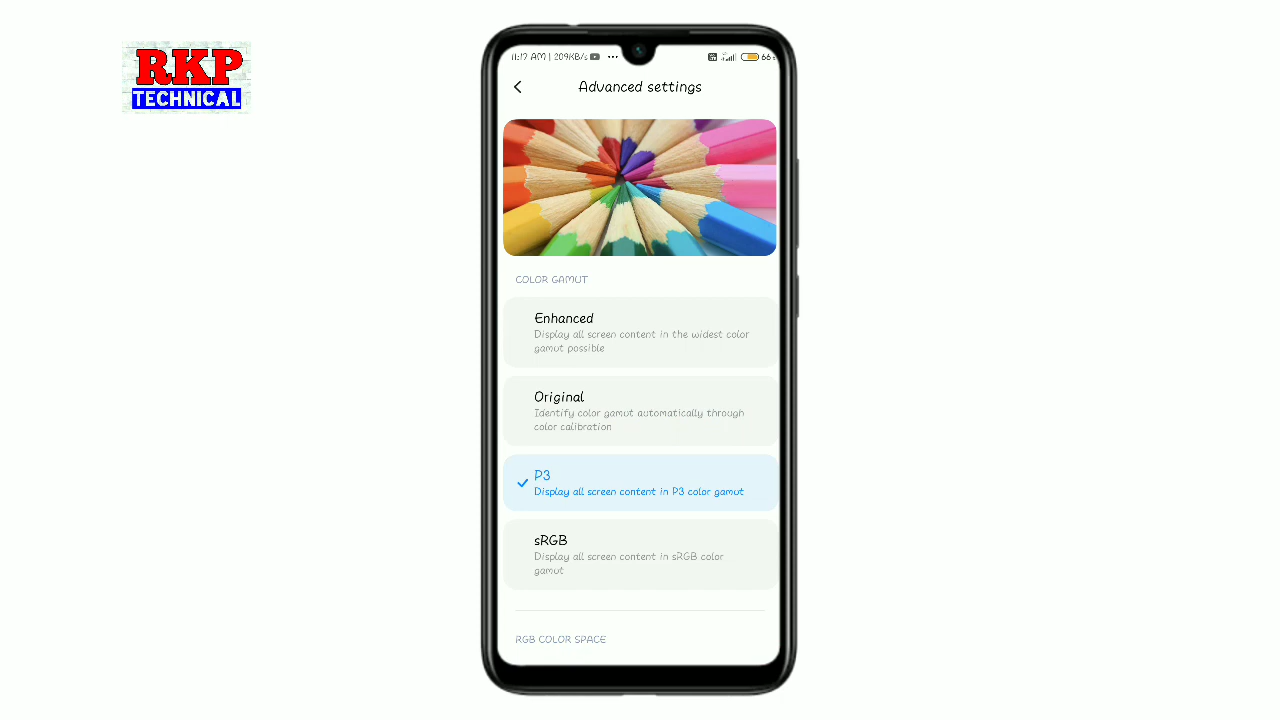 RKP
TECHNICAL
11:17 AM | 209KB/s ... 66%
Advanced settings
COLOR GAMUT
Enhanced
Display all screen content in the widest color
gamut possible
Original
Identify color gamut automatically through
color calibration
P3
Display all screen content in P3 color gamut
sRGB
Display all screen content in sRGB color
gamut
RGB COLOR SPACE